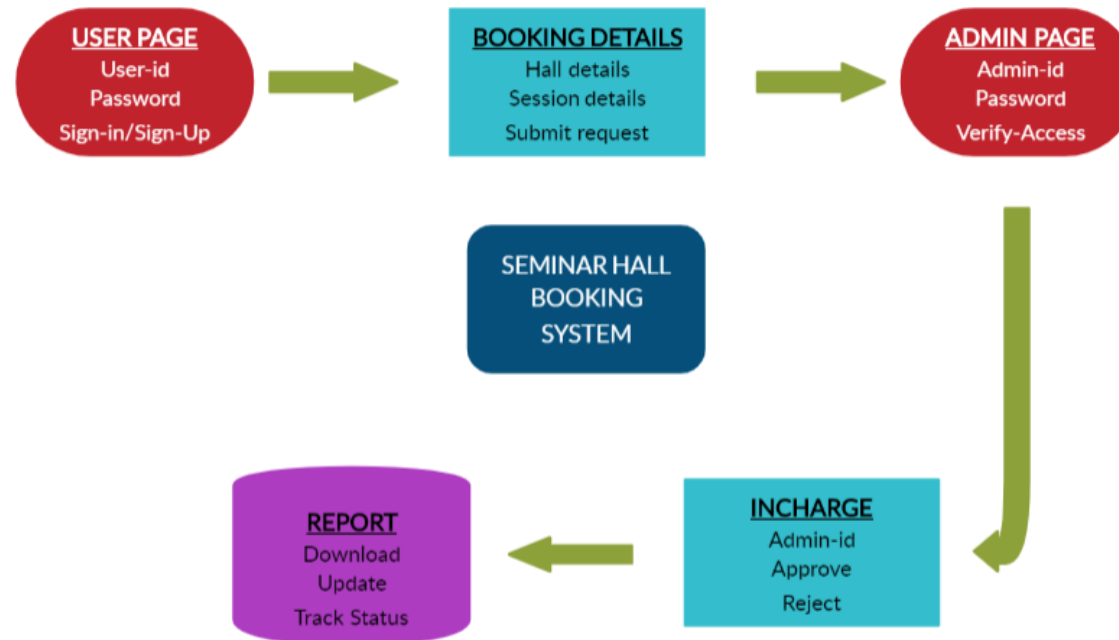 USER PAGE
User-id
Password
Sign-in/Sign-Up
BOOKING DETAILS
Hall details
Session details
Submit request
ADMIN PAGE
Admin-id
Password
Verify-Access
SEMINAR HALL
BOOKING
SYSTEM
REPORT
Download
Update
Track Status
INCHARGE
Admin-id
Approve
Reject